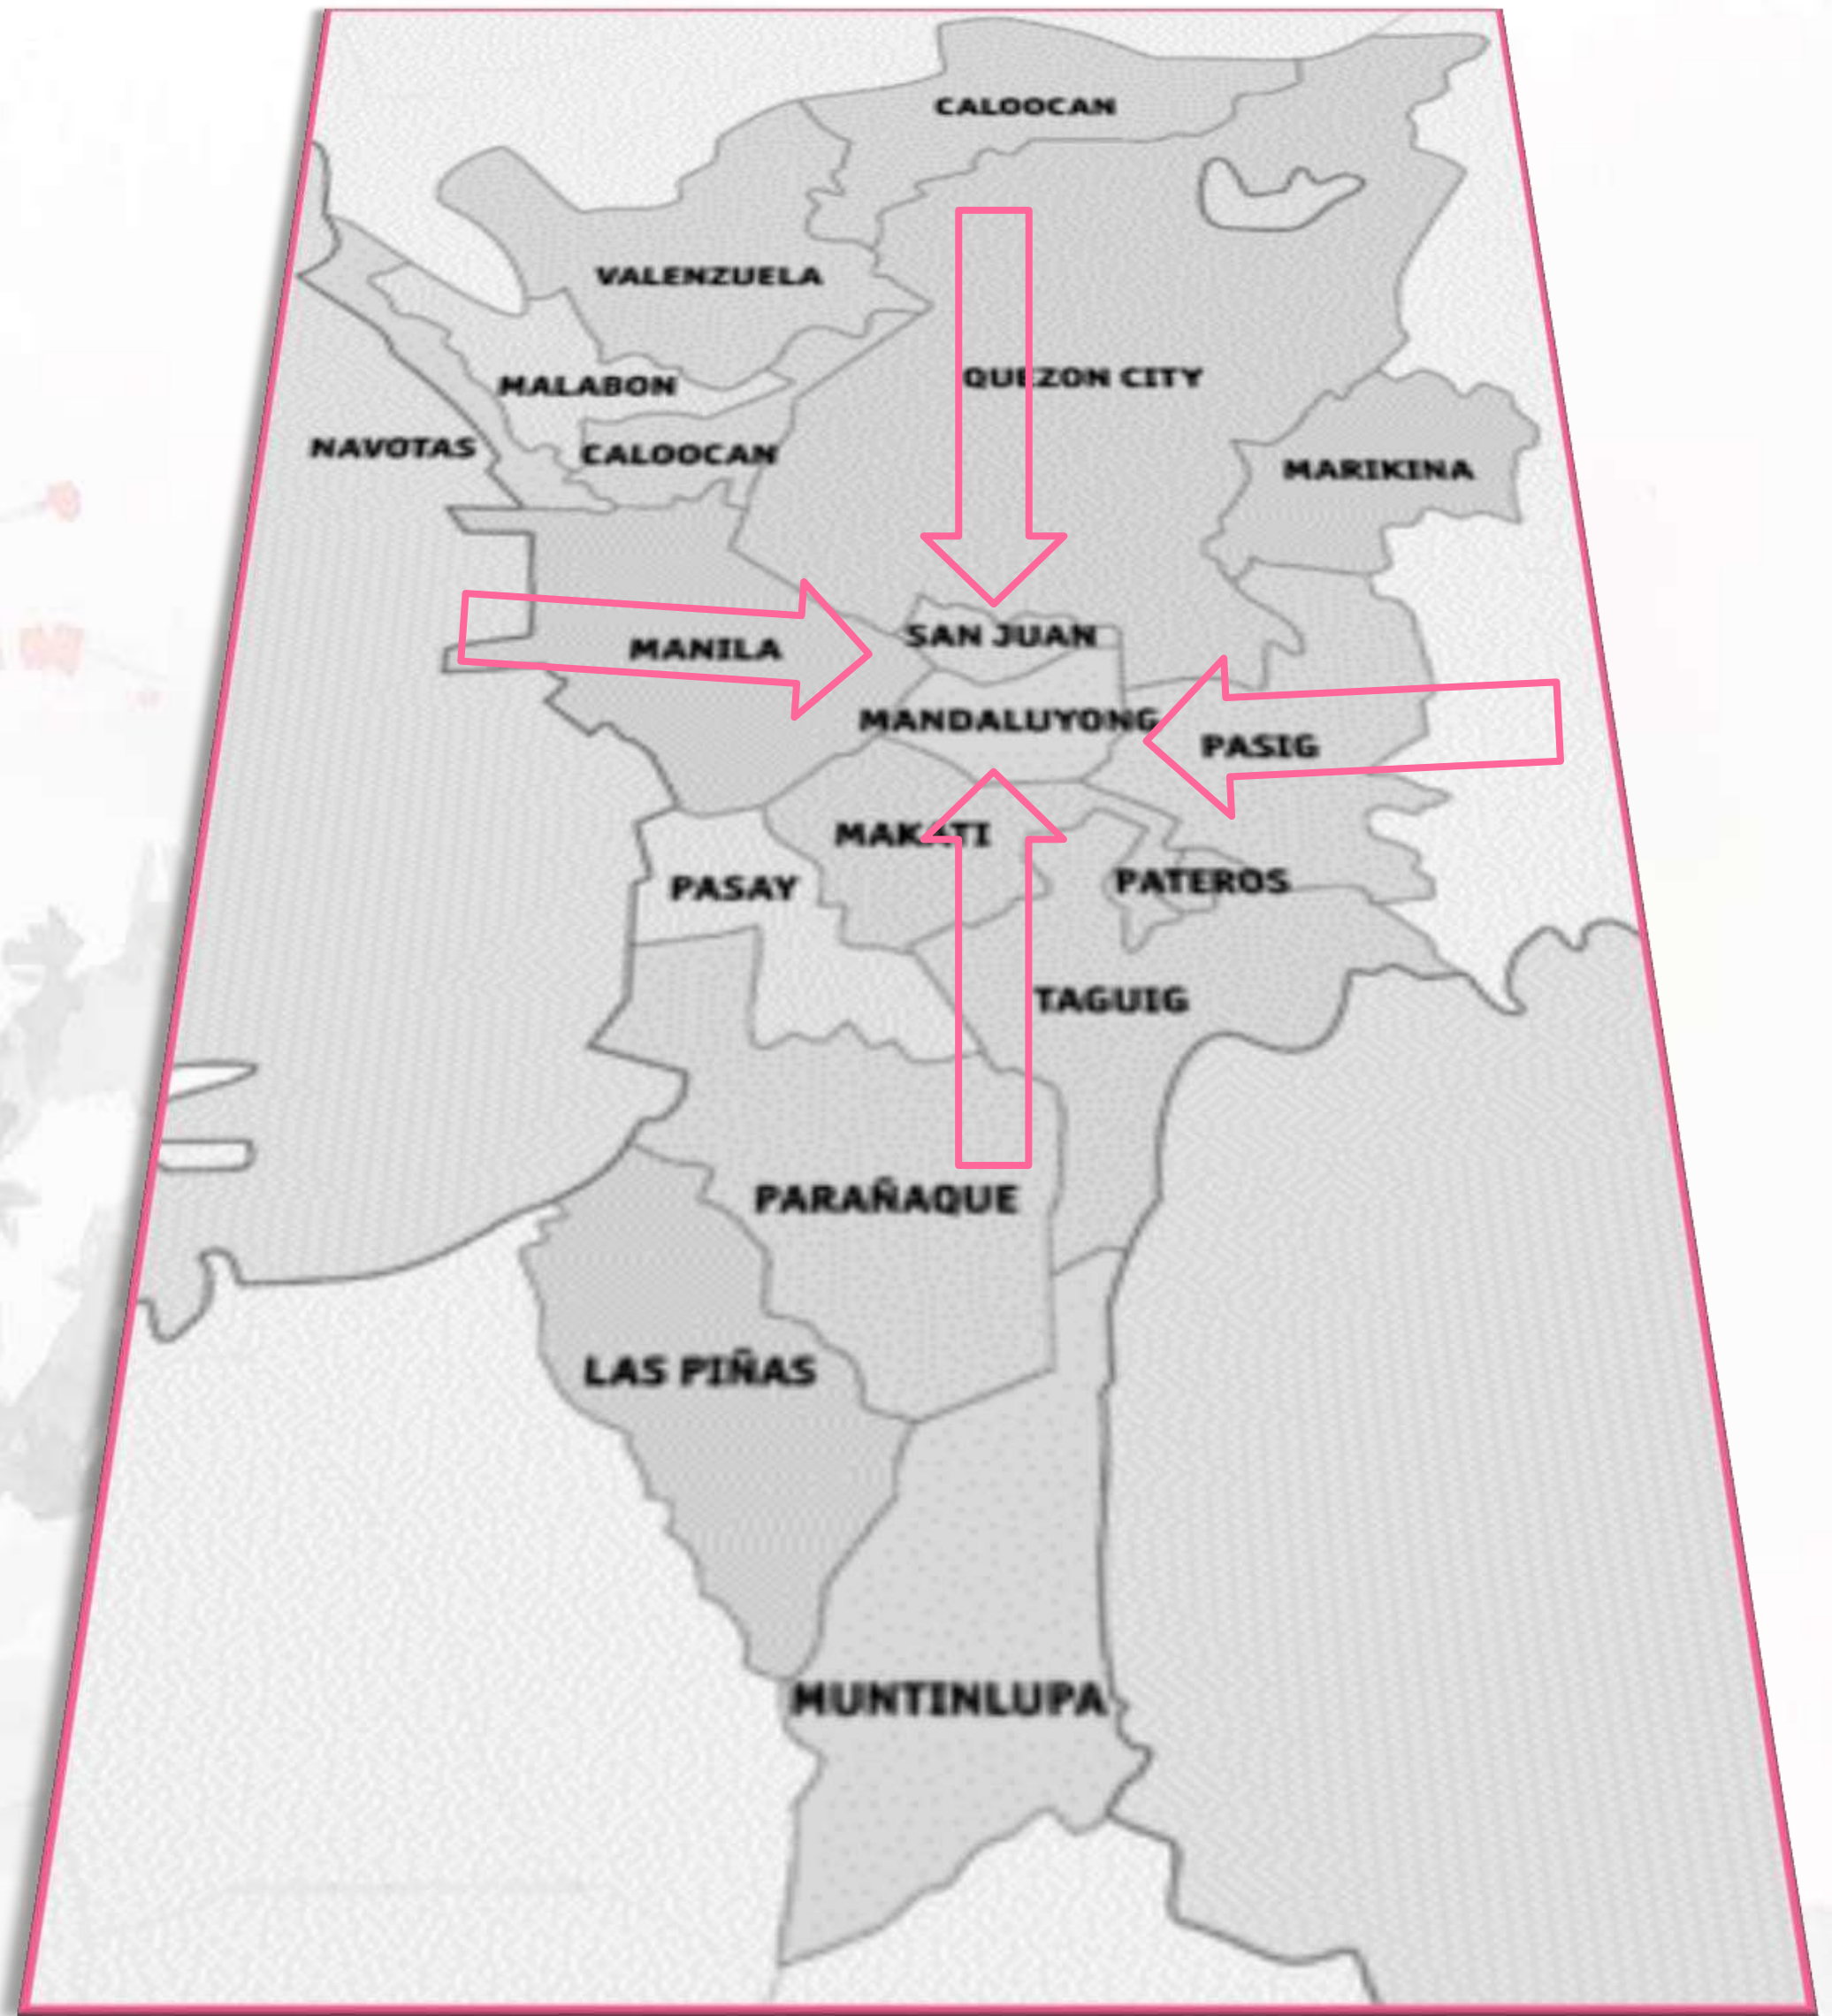 CALOOCAN
VALENZUELA
QUEZON CITY
MALABON
NAVOTAS
CALOOCAN
MARIKINA
SAN JUAN
MANILA
MANDALUYONG
PASIG
MAKATI
PASAY
PATEROS
TAGUIG
PARAÑAQUE
LAS PIÑAS
MUNTINLUPA